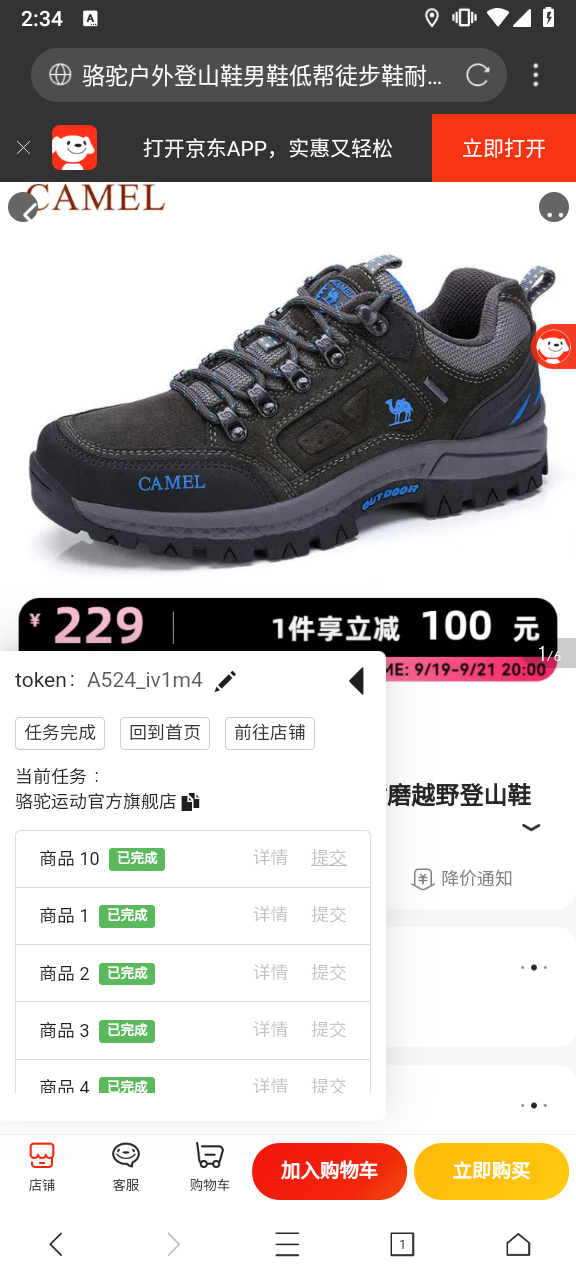 2:34
A
骆驼户外登山鞋男鞋低帮徒步鞋耐...
打开京东APP，实惠又轻松
立即打开
CAMEL
CAMEL
OUTDOOR
¥ 229
1件享立减 100 元
ME: 9/19-9/21 20:00
1/6
token： A524_iv1m4
任务完成
回到首页
前往店铺
当前任务：
骆驼运动官方旗舰店
磨越野登山鞋
降价通知
商品 10 已完成 详情 提交
商品 1 已完成 详情 提交
商品 2 已完成 详情 提交
商品 3 已完成 详情 提交
商品 4 已完成 详情 提交
店铺
客服
购物车
加入购物车
立即购买
1